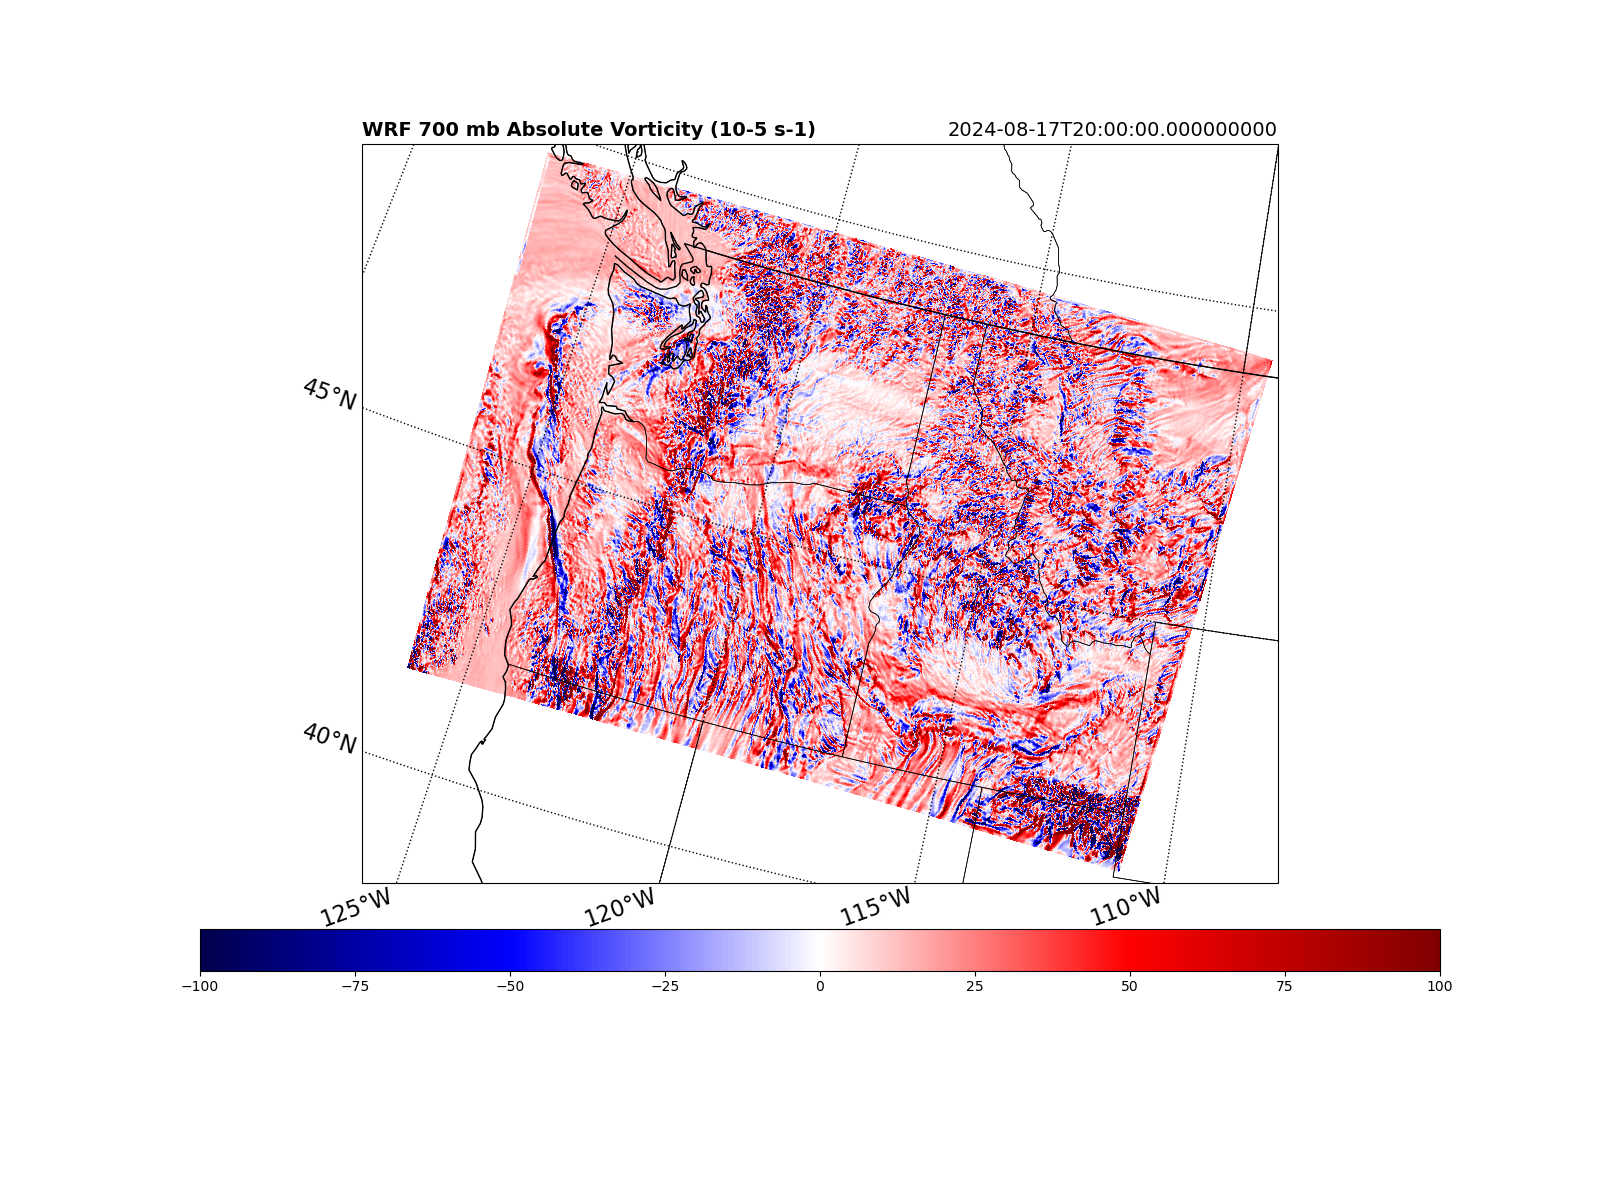 WRF 700 mb Absolute Vorticity (10-5 s-1) 2024-08-17T20:00:00.000000000
45°N
40°N
125°W 120°W 115°W 110°W
−100 −75 −50 −25 0 25 50 75 100